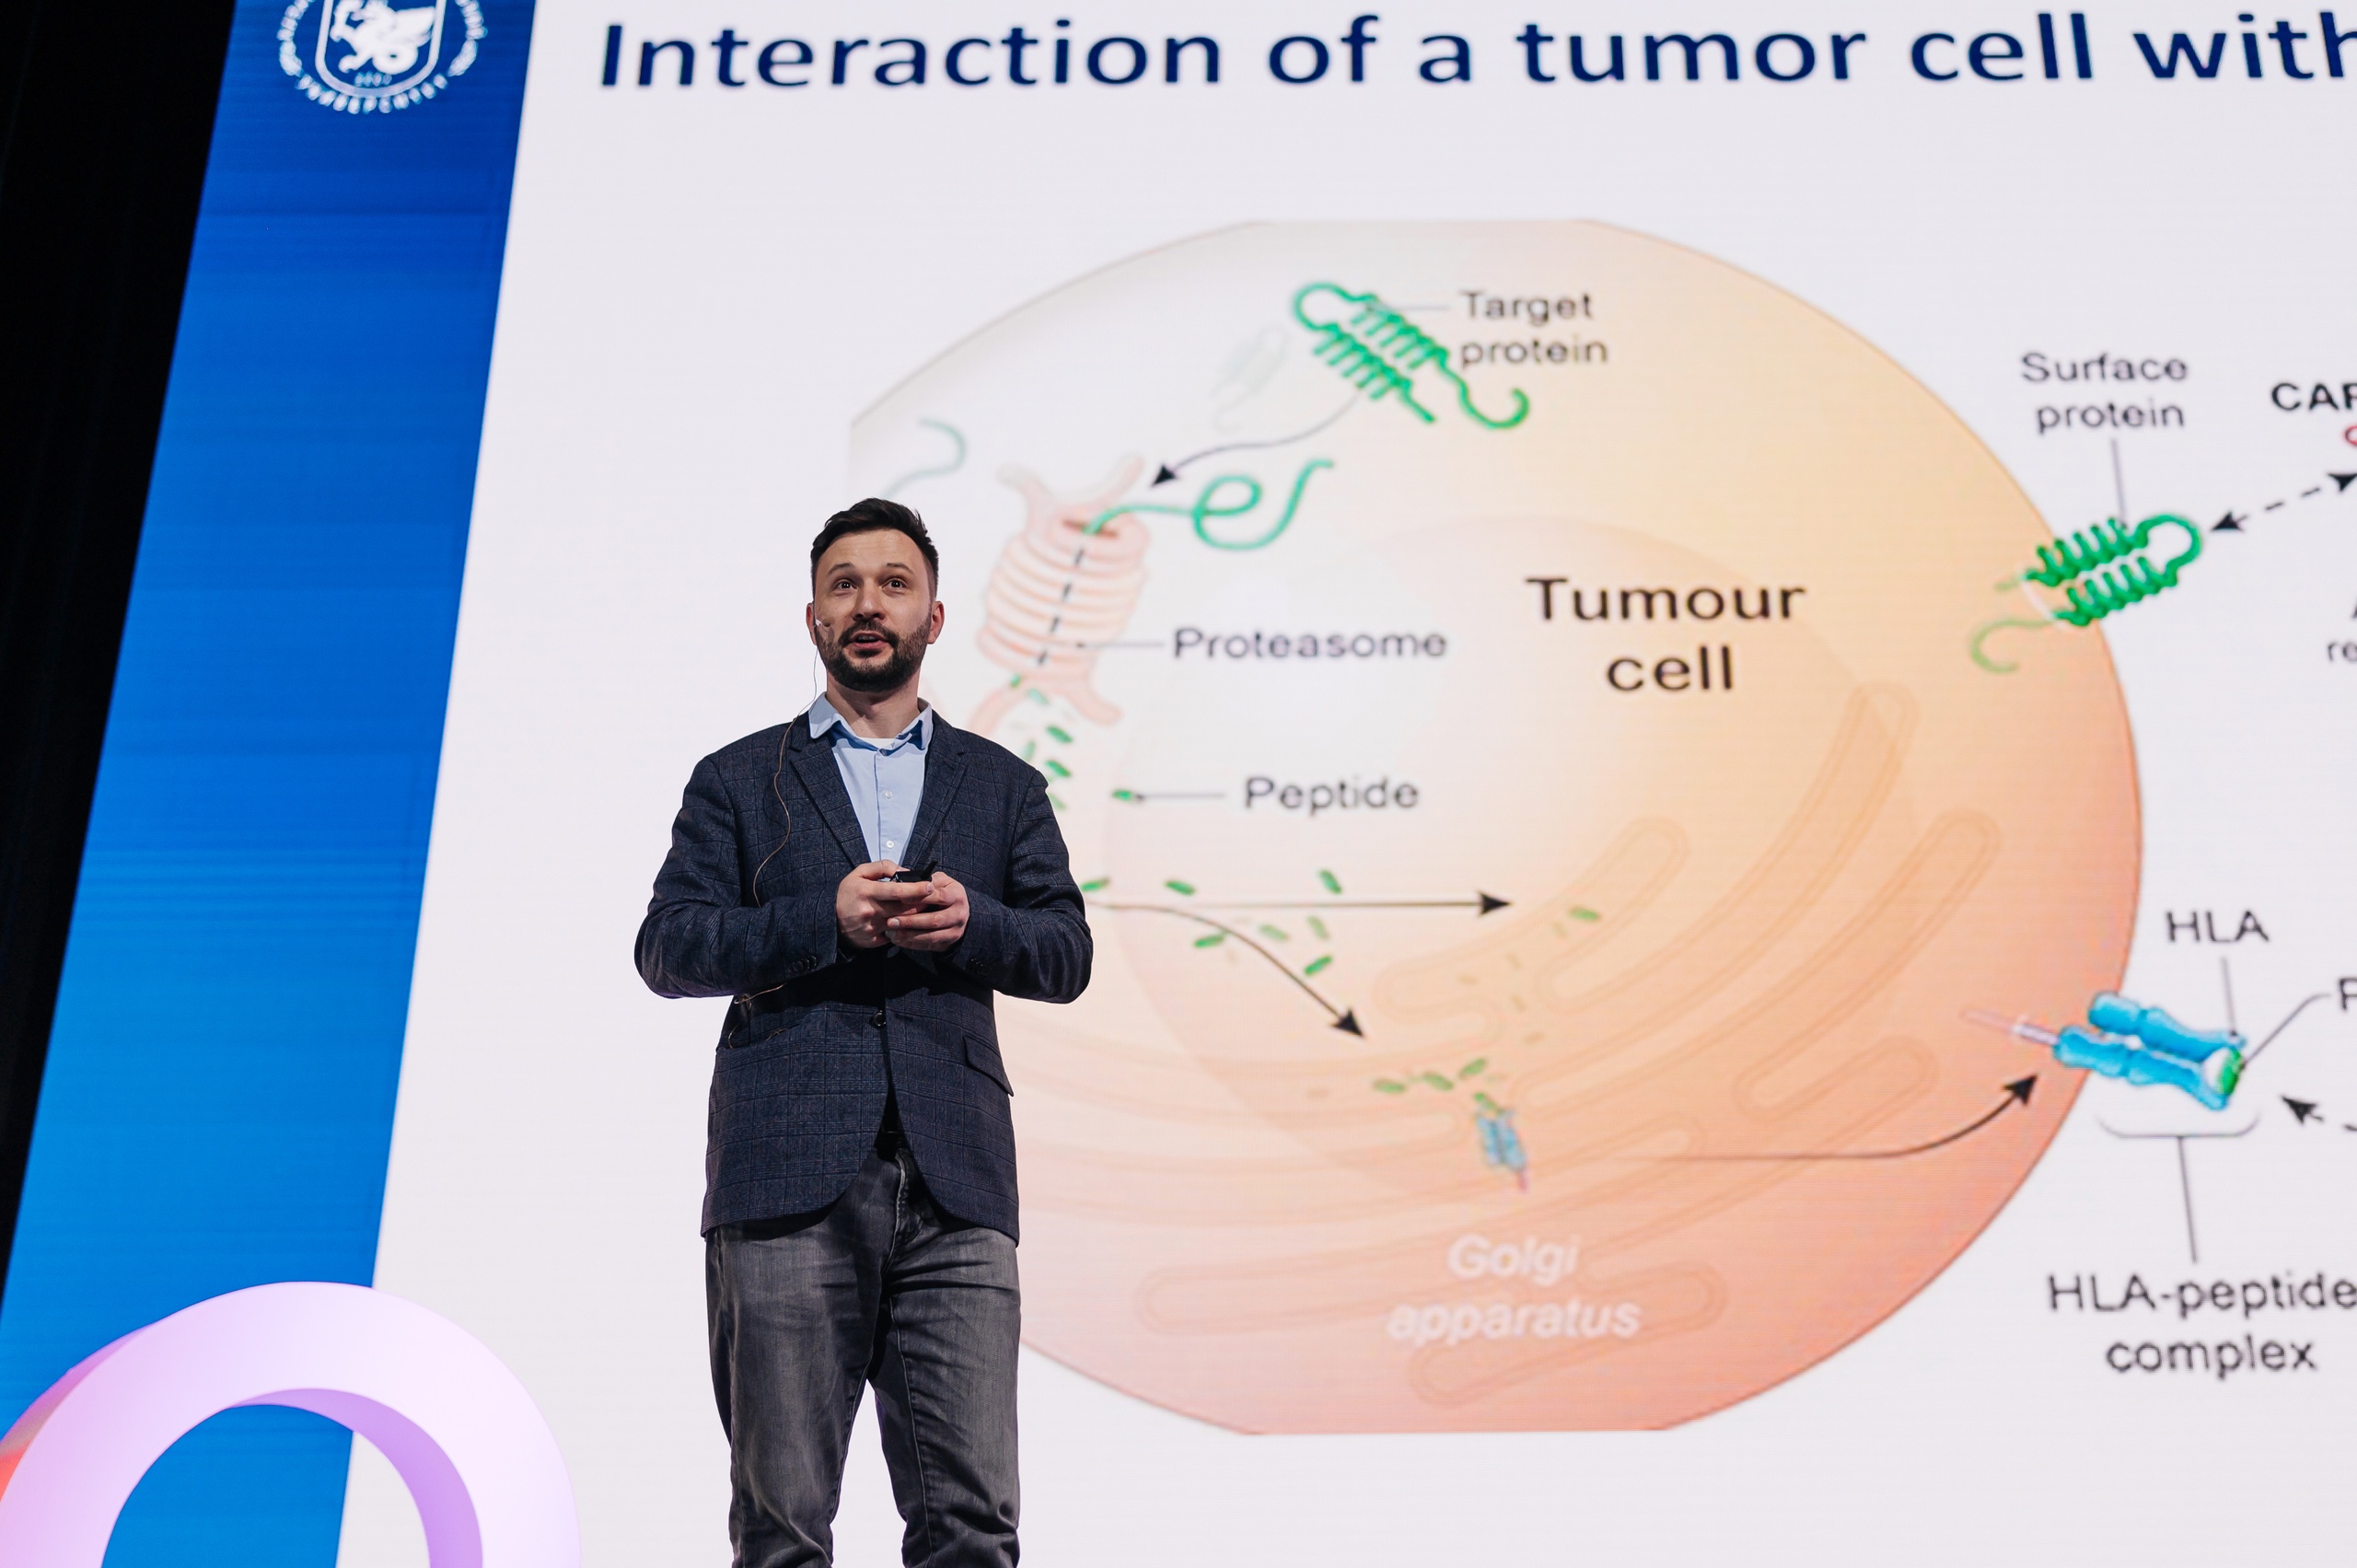 Interaction of a tumor cell with
Target
protein
Surface
protein
Tumour
cell
Proteasome
Peptide
HLA
Golgi
apparatus
HLA-peptide
complex